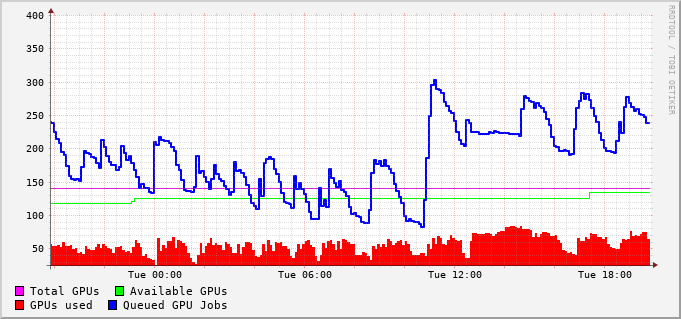 400
350
300
250
200
150
100
50
Tue 00:00 Tue 06:00 Tue 12:00 Tue 18:00
Total GPUs Available GPUs
GPUs used Queued GPU Jobs
RRDTOOL / TOBI OETIKER